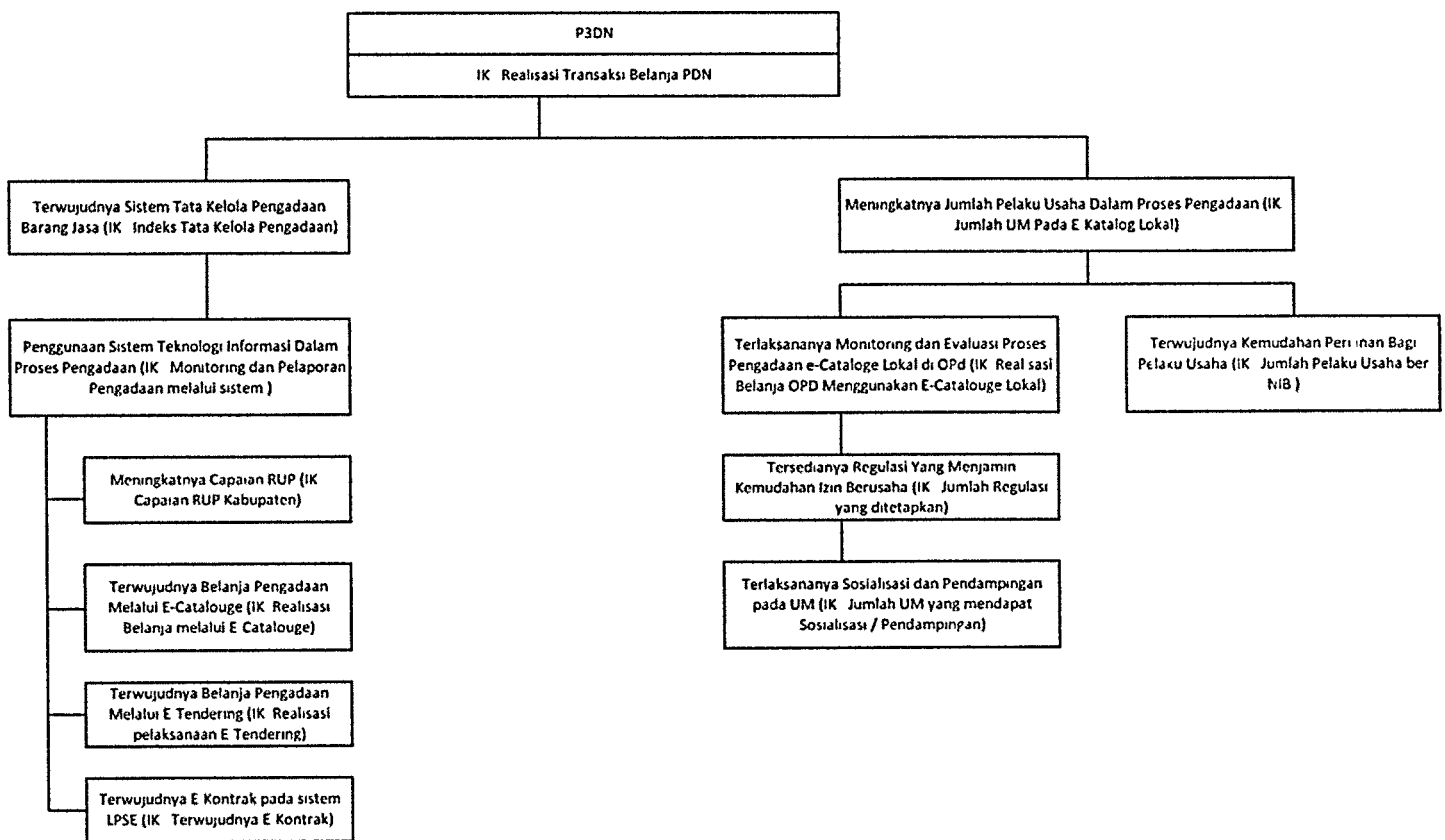 P3DN
IK Realisasi Transaksi Belanja PDN
Terwujudnya Sistem Tata Kelola Pengadaan
Barang Jasa (IK Indeks Tata Kelola Pengadaan)
Meningkatnya Jumlah Pelaku Usaha Dalam Proses Pengadaan (IK
Jumlah UM Pada E Katalog Lokal)
Penggunaan Sistem Teknologi Informasi Dalam
Proses Pengadaan (IK Monitoring dan Pelaporan
Pengadaan melalui sistem )
Terlaksananya Monitoring dan Evaluasi Proses
Pengadaan e-Cataloge Lokal di OPd (IK Real sasi
Belanja OPD Menggunakan E-Catalouge Lokal)
Terwujudnya Kemudahan Bagi
Pelaku Usaha (IK Jumlah Pelaku Usaha ber
NIB )
Meningkatnya Capaian RUP (IK
Capaian RUP Kabupaten)
Tersedianya Regulasi Yang Menjamin
Kemudahan Izin Berusaha (IK Jumlah Regulasi
yang ditetapkan)
Terwujudnya Belanja Pengadaan
Melalui E-Catalouge (IK Realisasi
Belanja melalui E Catalouge)
Terlaksananya Sosialisasi dan Pendampingan
pada UM (IK Jumlah UM yang mendapat
Sosialisasi / Pendampingan)
Terwujudnya Belanja Pengadaan
Melalui E Tendering (IK Realisasi
pelaksanaan E Tendering)
Terwujudnya E Kontrak pada sistem
LPSE (IK Terwujudnya E Kontrak)